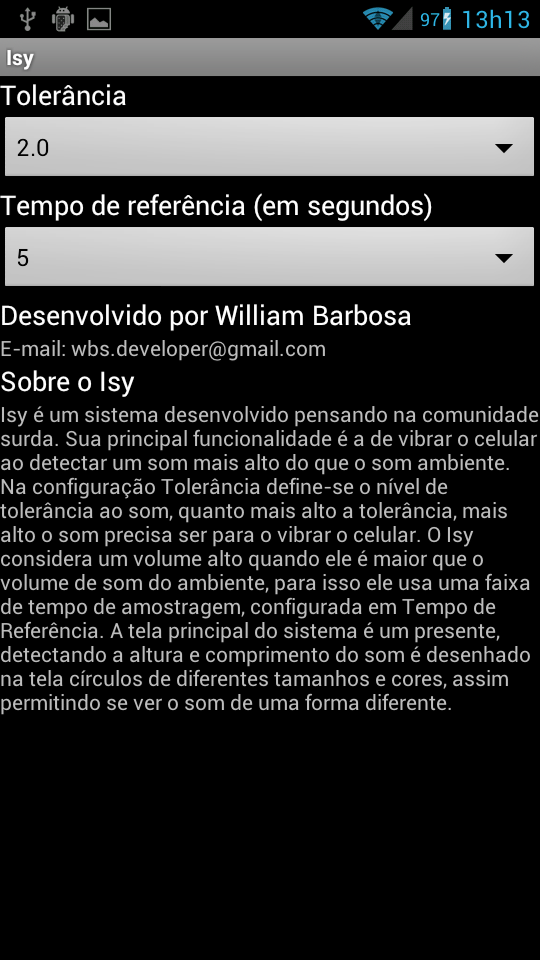 97 13h13
Isy
Tolerância
2.0
Tempo de referência (em segundos)
5
Desenvolvido por William Barbosa
E-mail: wbs.developer@gmail.com
Sobre o Isy
Isy é um sistema desenvolvido pensando na comunidade
surda. Sua principal funcionalidade é a de vibrar o celular
ao detectar um som mais alto do que o som ambiente.
Na configuração Tolerância define-se o nível de
tolerância ao som, quanto mais alto a tolerância, mais
alto o som precisa ser para o vibrar o celular. O Isy
considera um volume alto quando ele é maior que o
volume de som do ambiente, para isso ele usa uma faixa
de tempo de amostragem, configurada em Tempo de
Referência. A tela principal do sistema é um presente,
detectando a altura e comprimento do som é desenhado
na tela círculos de diferentes tamanhos e cores, assim
permitindo se ver o som de uma forma diferente.